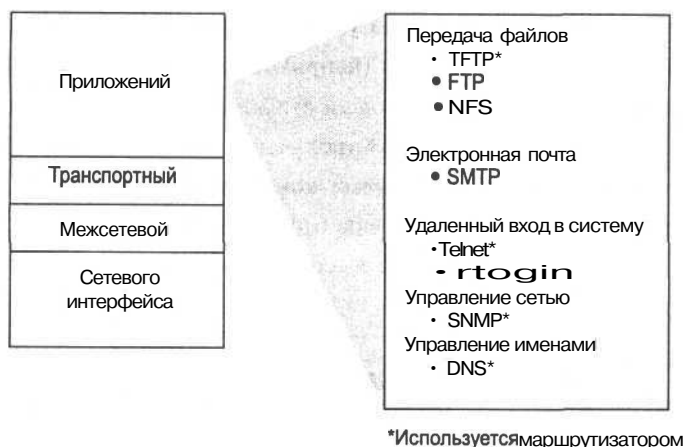 Приложений
Транспортный
Межсетевой
Сетевого
интерфейса
Передача файлов
• TFTP*
• FTP
• NFS
Электронная почта
• SMTP
Удаленный вход в систему
•Telnet*
• rtogin
Управление сетью
• SNMP*
Управление именами
• DNS*
*Используетсямаршрутизатором